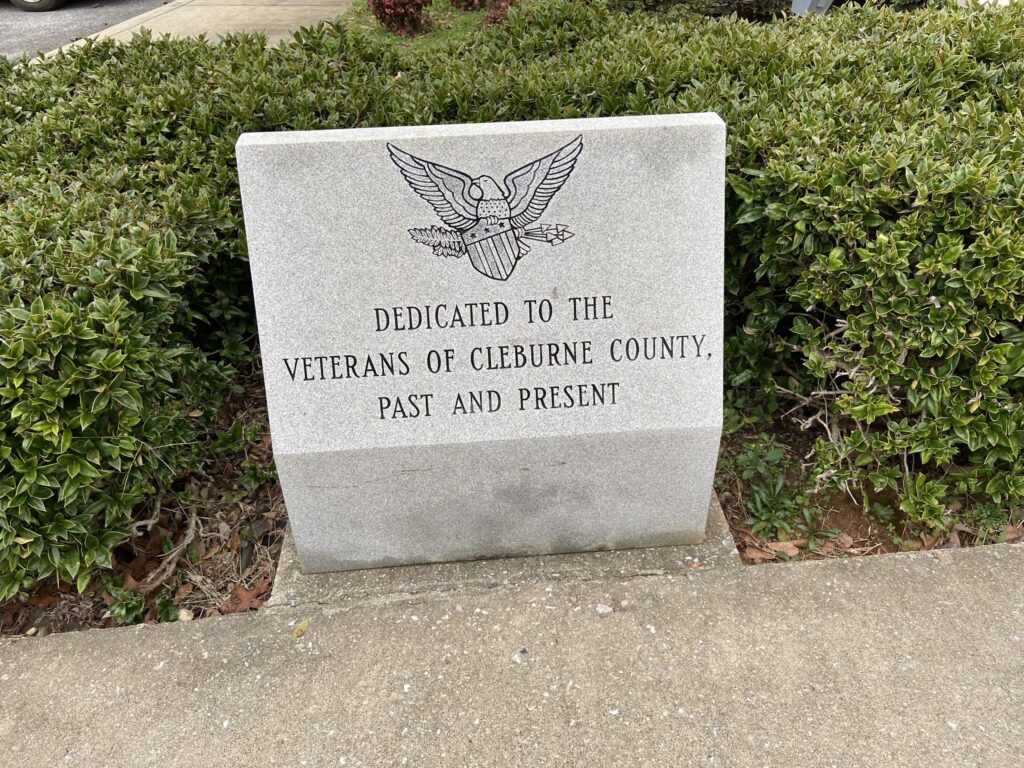 DEDICATED TO THE
VETERANS OF CLEBURNE COUNTY,
PAST AND PRESENT